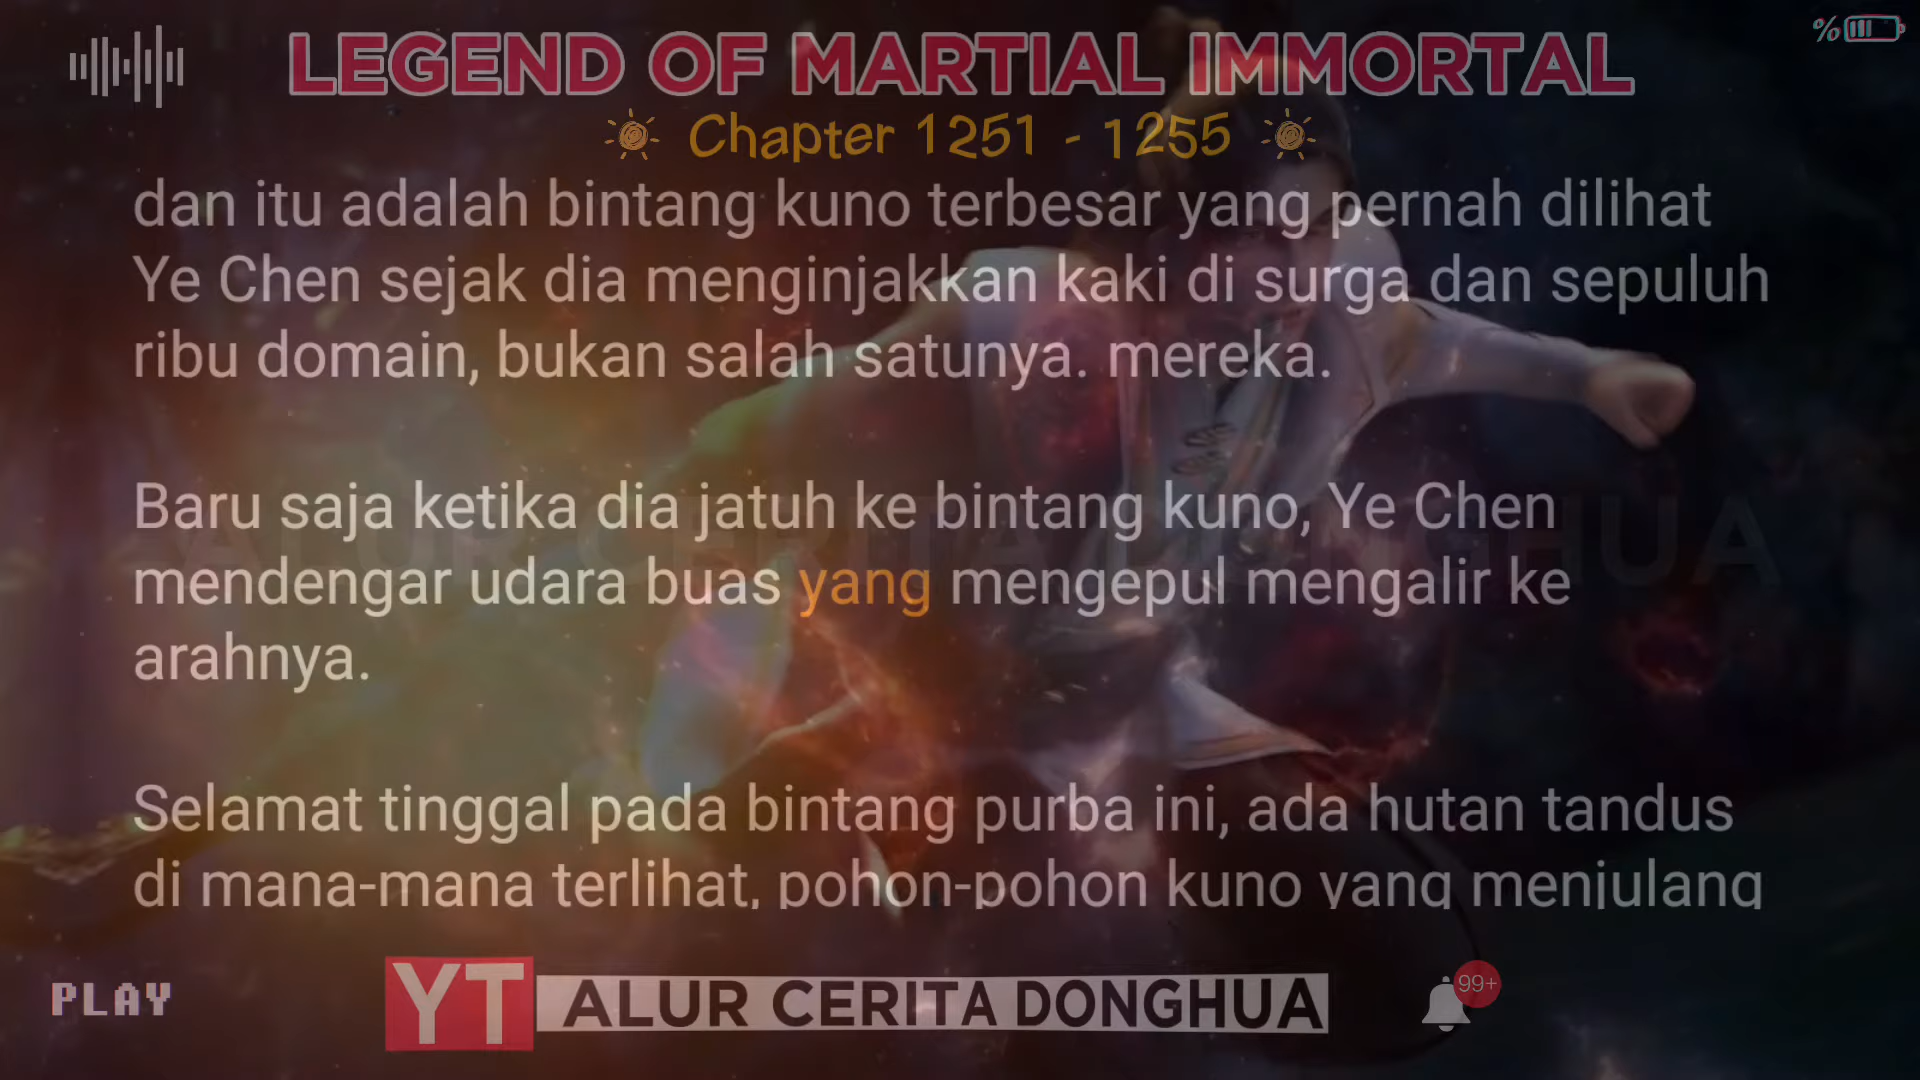 LEGEND OF MARTIAL IMMORTAL
%
Chapter 1251 - 1255
dan itu adalah bintang kuno terbesar yang pernah dilihat
Ye Chen sejak dia menginjakkan kaki di surga dan sepuluh
ribu domain, bukan salah satunya. mereka.
Baru saja ketika dia jatuh ke bintang kuno, Ye Chen
mendengar udara buas yang mengepul mengalir ke
arahnya.
Selamat tinggal pada bintang purba ini, ada hutan tandus
di mana-mana terlihat, pohon-pohon kuno yang menjulang
ALUR CERITA DONGHUA
PLAY
YT ALUR CERITA DONGHUA
99+